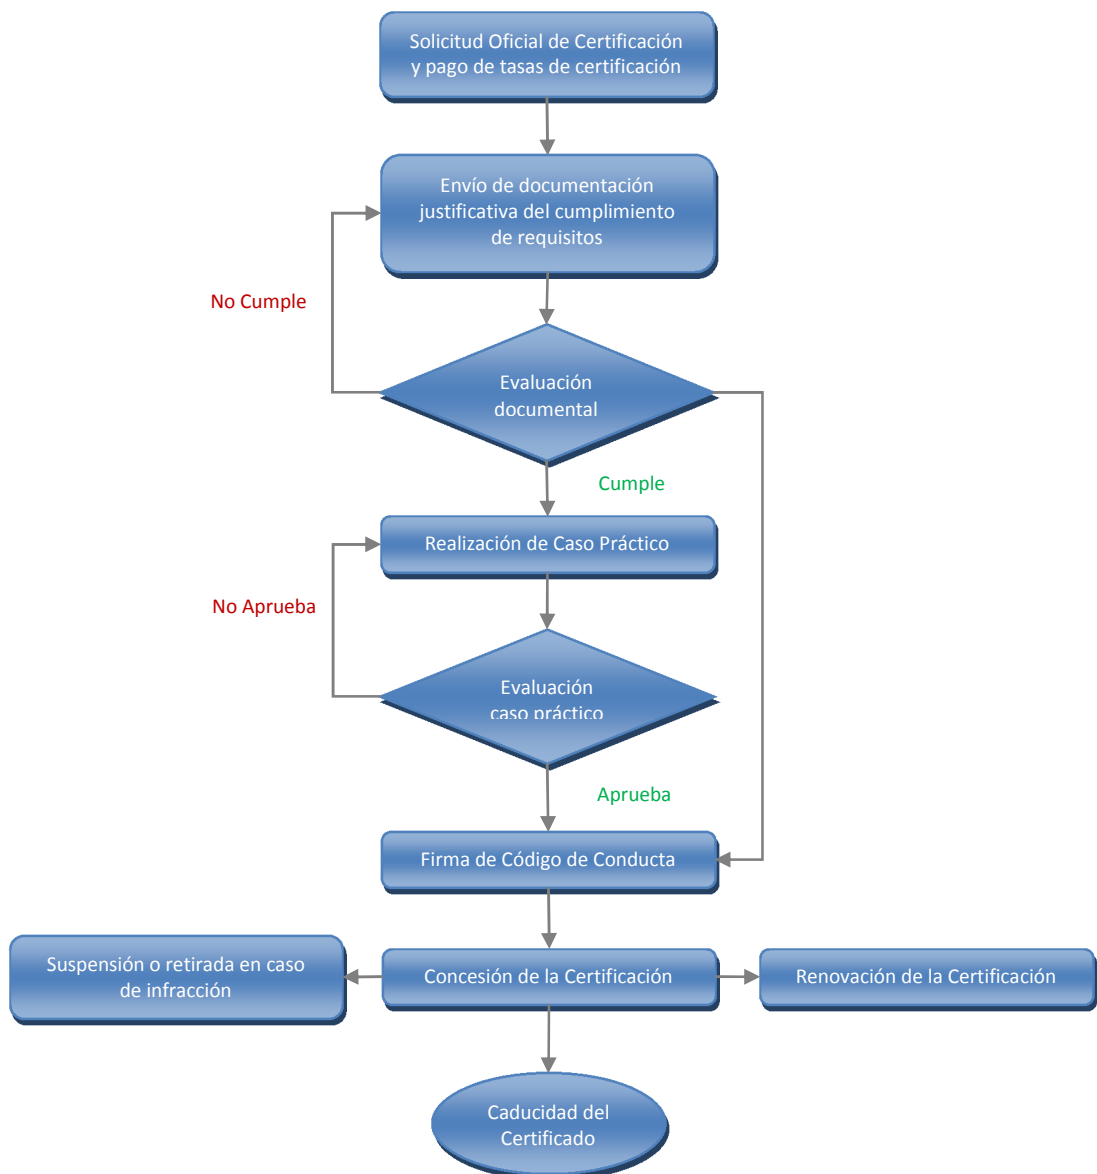 Solicitud Oficial de Certificación
y pago de tasas de certificación
Envío de documentación
justificativa del cumplimiento
de requisitos
No Cumple
Evaluación
documental
Cumple
Realización de Caso Práctico
No Aprueba
Evaluación
caso práctico
Aprueba
Firma de Código de Conducta
Suspensión o retirada en caso
de infracción
Concesión de la Certificación
Renovación de la Certificación
Caducidad del
Certificado